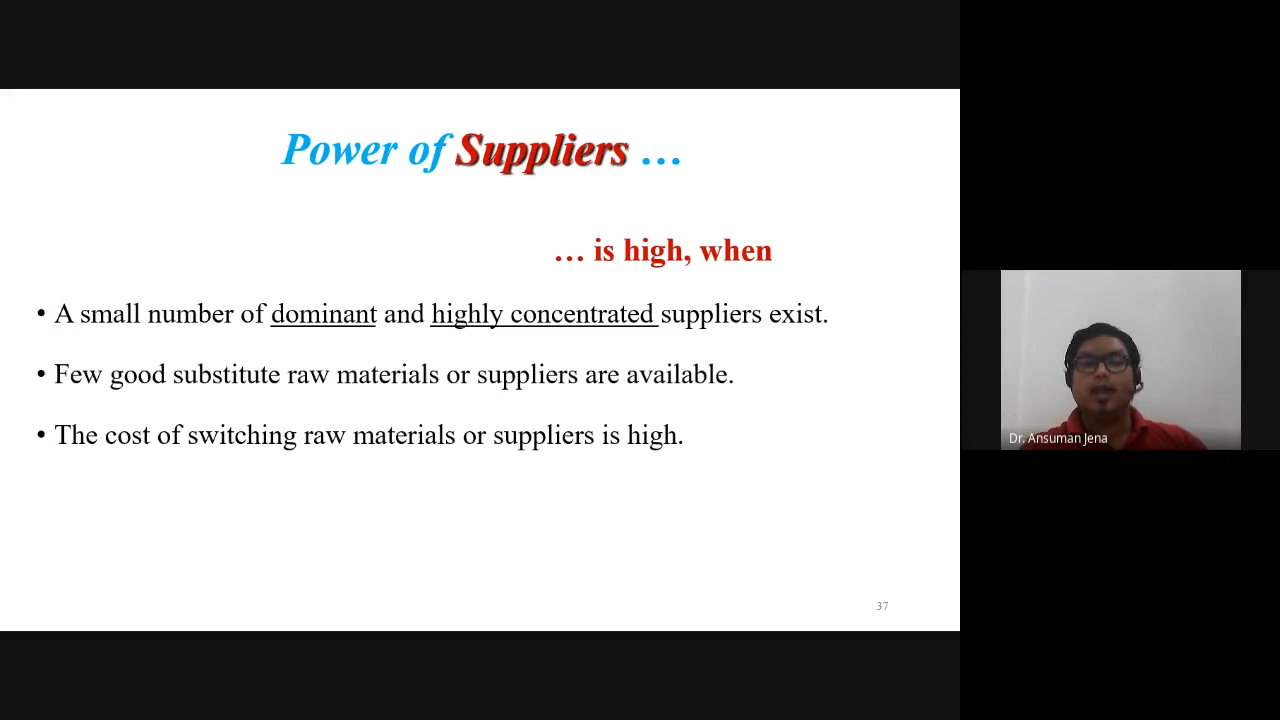 Power of Suppliers …
… is high, when
• A small number of dominant and highly concentrated suppliers exist.
• Few good substitute raw materials or suppliers are available.
• The cost of switching raw materials or suppliers is high.
37
Dr. Ansuman Jena